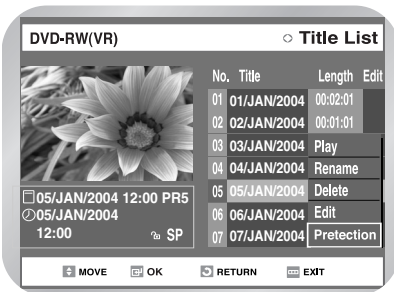 DVD-RW(VR) Title List
No. Title Length Edit
01 01/JAN/2004 00:02:01
02 02/JAN/2004 00:01:01
03 03/JAN/2004 Play
04 04/JAN/2004 Rename
05 05/JAN/2004 Delete
06 06/JAN/2004 Edit
07 07/JAN/2004 Pretection
05/JAN/2004 12:00 PR5
05/JAN/2004
12:00 SP
MOVE OK RETURN EXIT